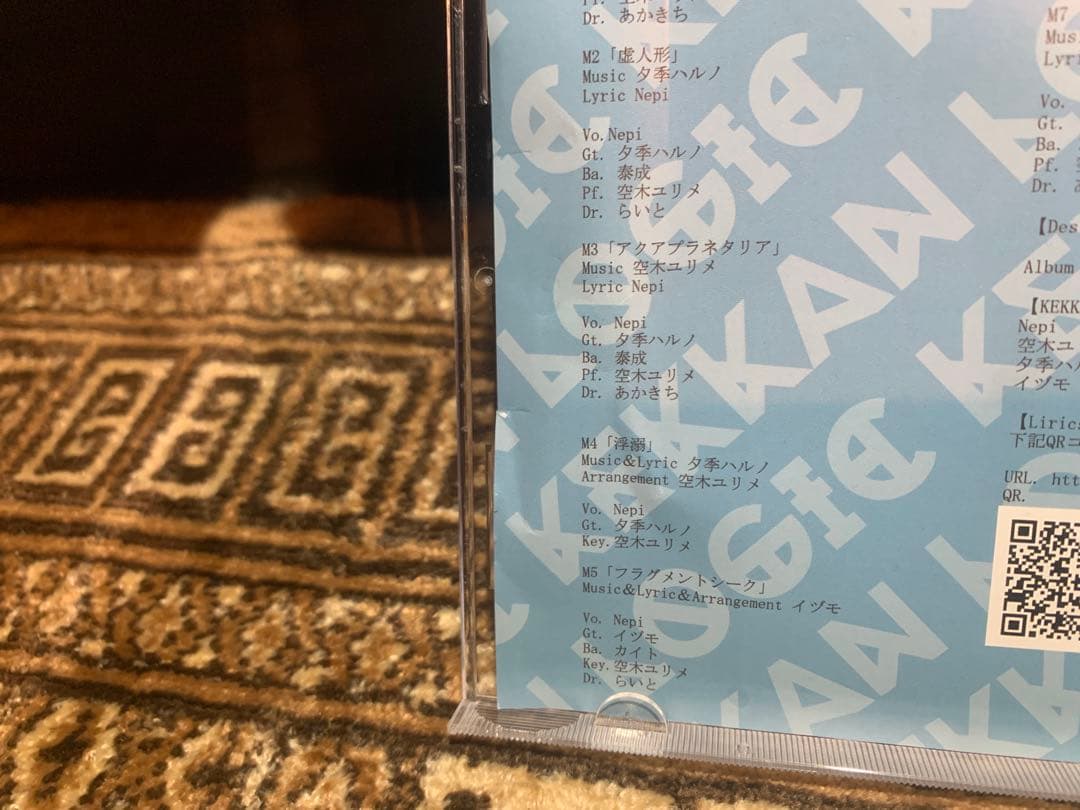 Dr. あかきち
M2「虚人形」
Music 夕季ハルノ
Lyric Nepi
Vo. Nepi
Gt. 夕季ハルノ
Ba. 泰成
Pf. 空木ユリメ
Dr. らいと
M3「アクアプラネタリア」
Music 空木ユリメ
Lyric Nepi
Vo. Nepi
Gt. 夕季ハルノ
Ba. 泰成
Pf. 空木ユリメ
Dr. あかきち
M4「浮溺」
Music&Lyric 夕季ハルノ
Arrangement 空木ユリメ
Vo. Nepi
Gt. 夕季ハルノ
Key. 空木ユリメ
M5「フラグメントシーク」
Music&Lyric&Arrangement イヅモ
Vo. Nepi
Gt. イヅモ
Ba. カイト
Key. 空木ユリメ
Dr. らいと
M7
Vo.
Gt.
Ba.
Pf.
Dr.
Album
Nepi
イヅモ
URL.
QR.
KEKKAN LOGIC